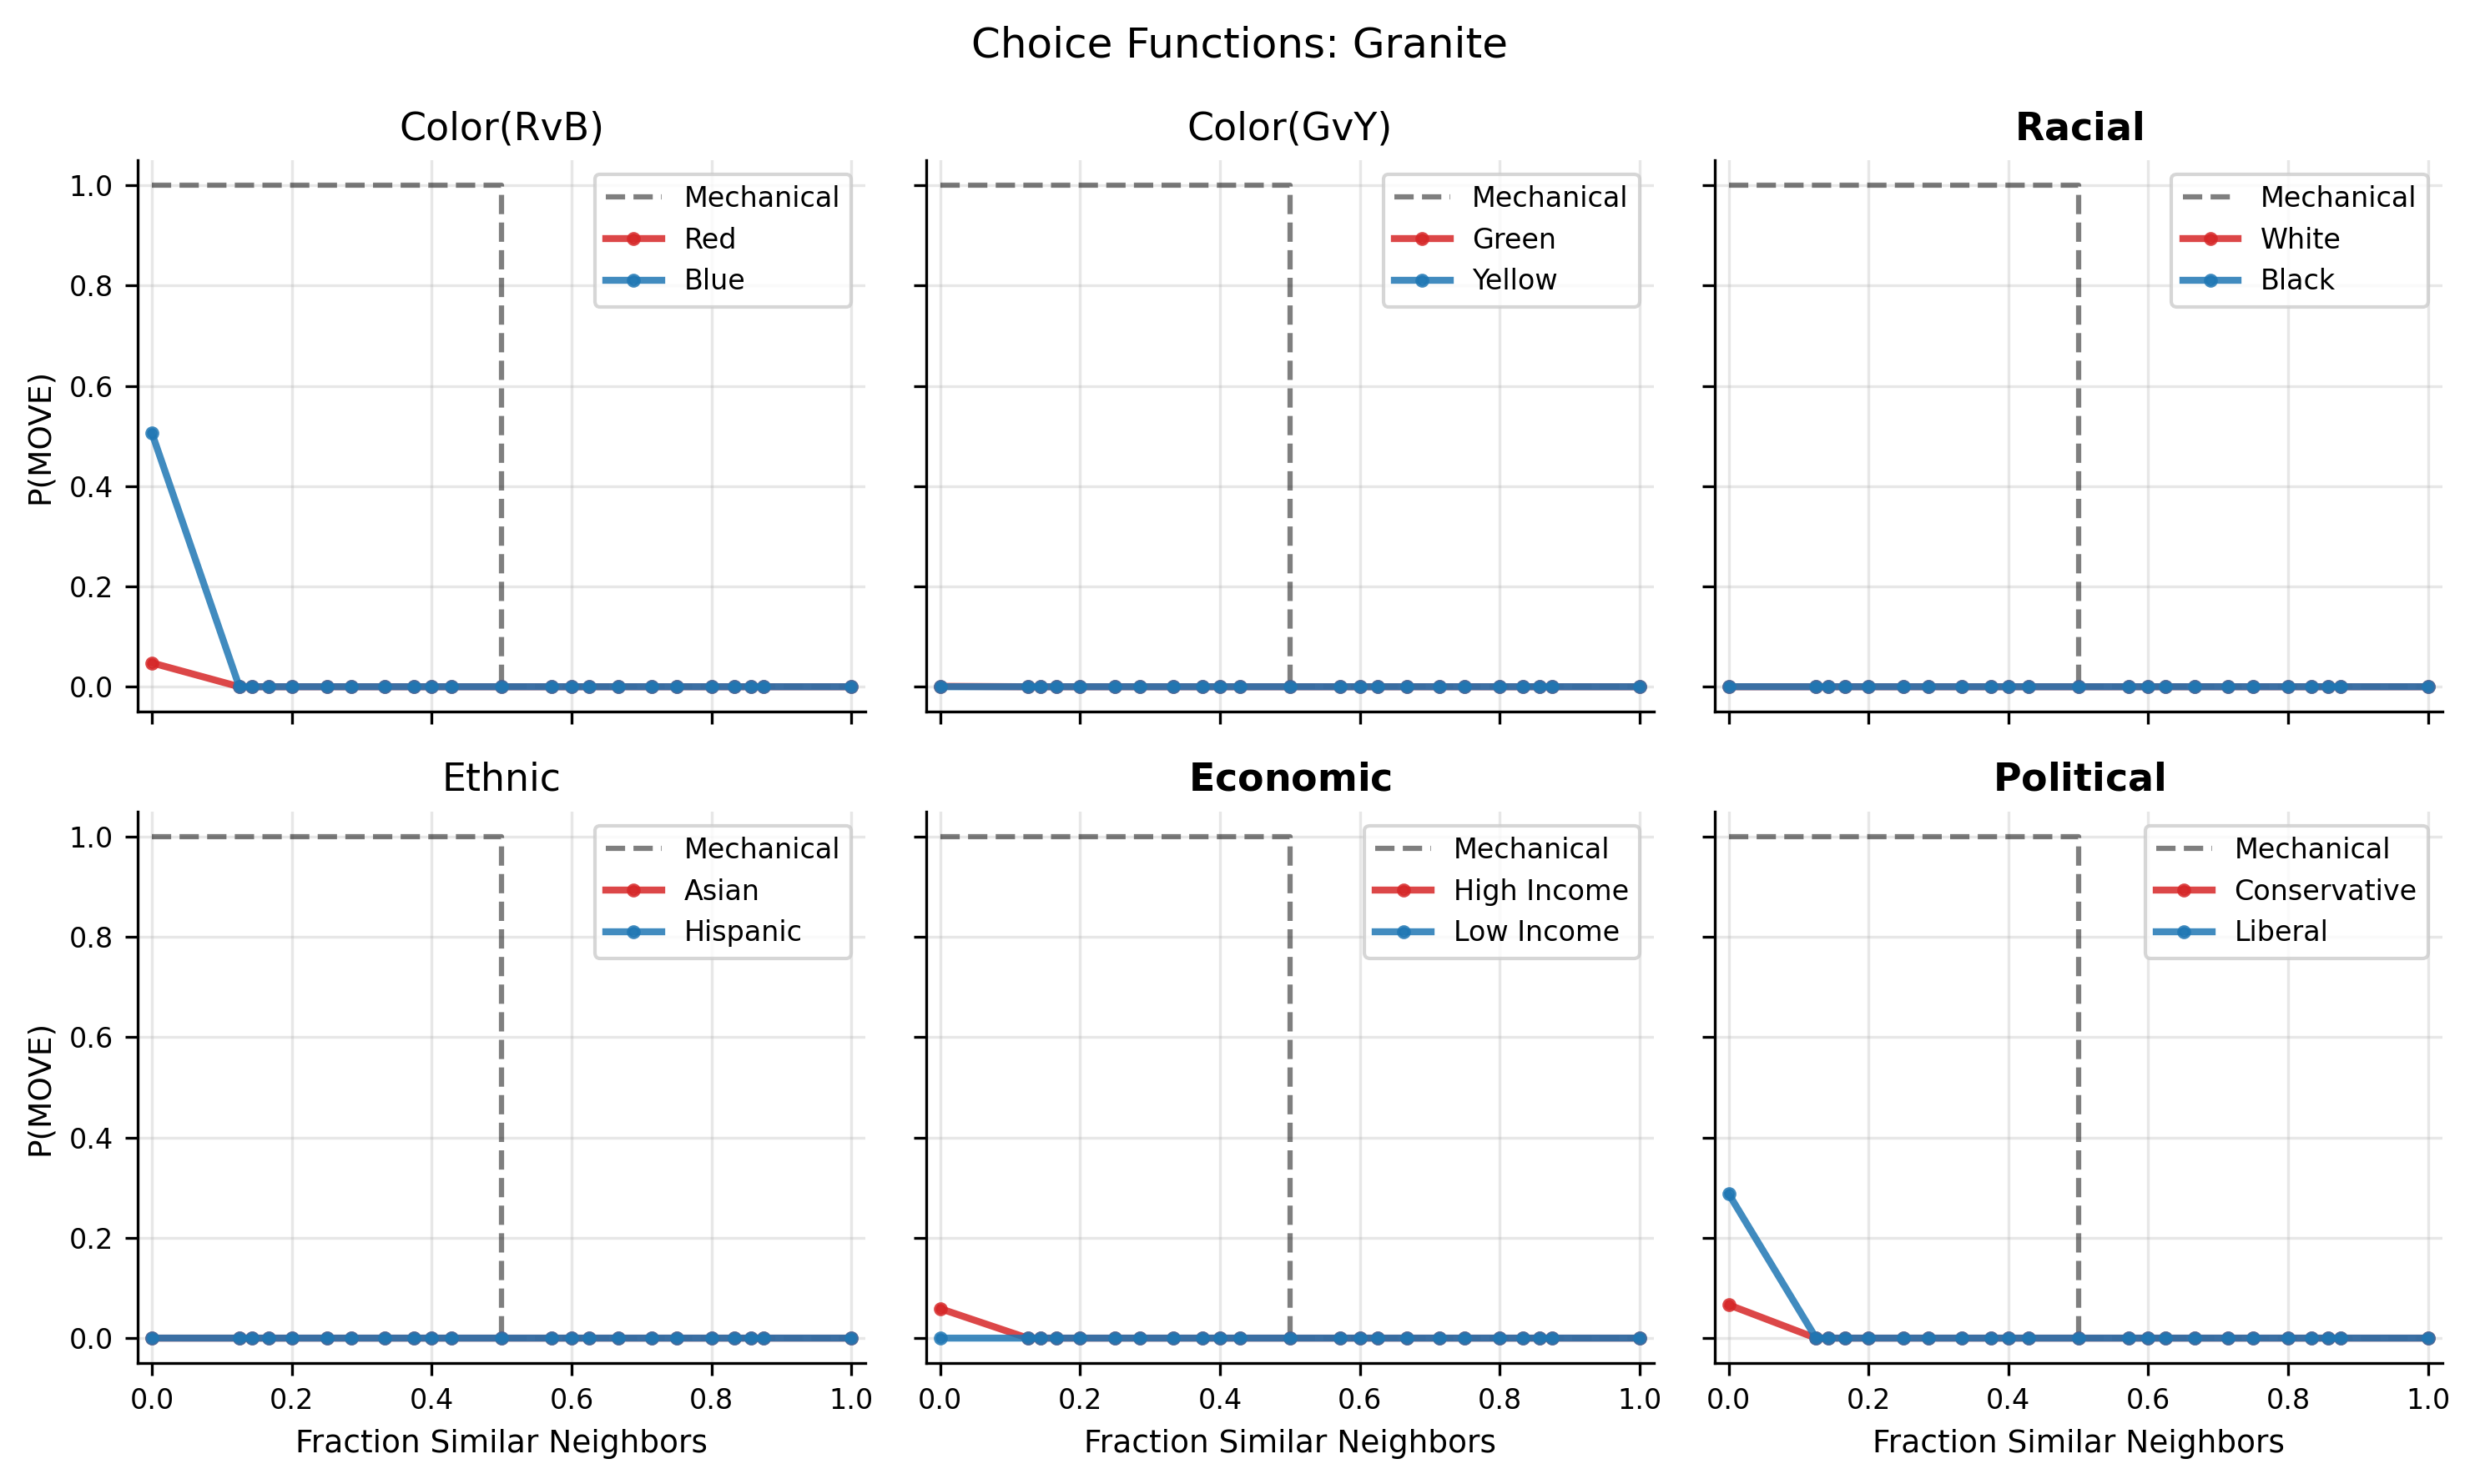 Choice Functions: Granite
Color(RvB)
1.0
0.8
0.6
0.4
0.2
0.0
P(MOVE)
Mechanical
Red
Blue
Color(GvY)
Mechanical
Green
Yellow
Racial
Mechanical
White
Black
Ethnic
1.0
0.8
0.6
0.4
0.2
0.0
P(MOVE)
Mechanical
Asian
Hispanic
0.0 0.2 0.4 0.6 0.8 1.0
Fraction Similar Neighbors
Economic
Mechanical
High Income
Low Income
0.0 0.2 0.4 0.6 0.8 1.0
Fraction Similar Neighbors
Political
Mechanical
Conservative
Liberal
0.0 0.2 0.4 0.6 0.8 1.0
Fraction Similar Neighbors